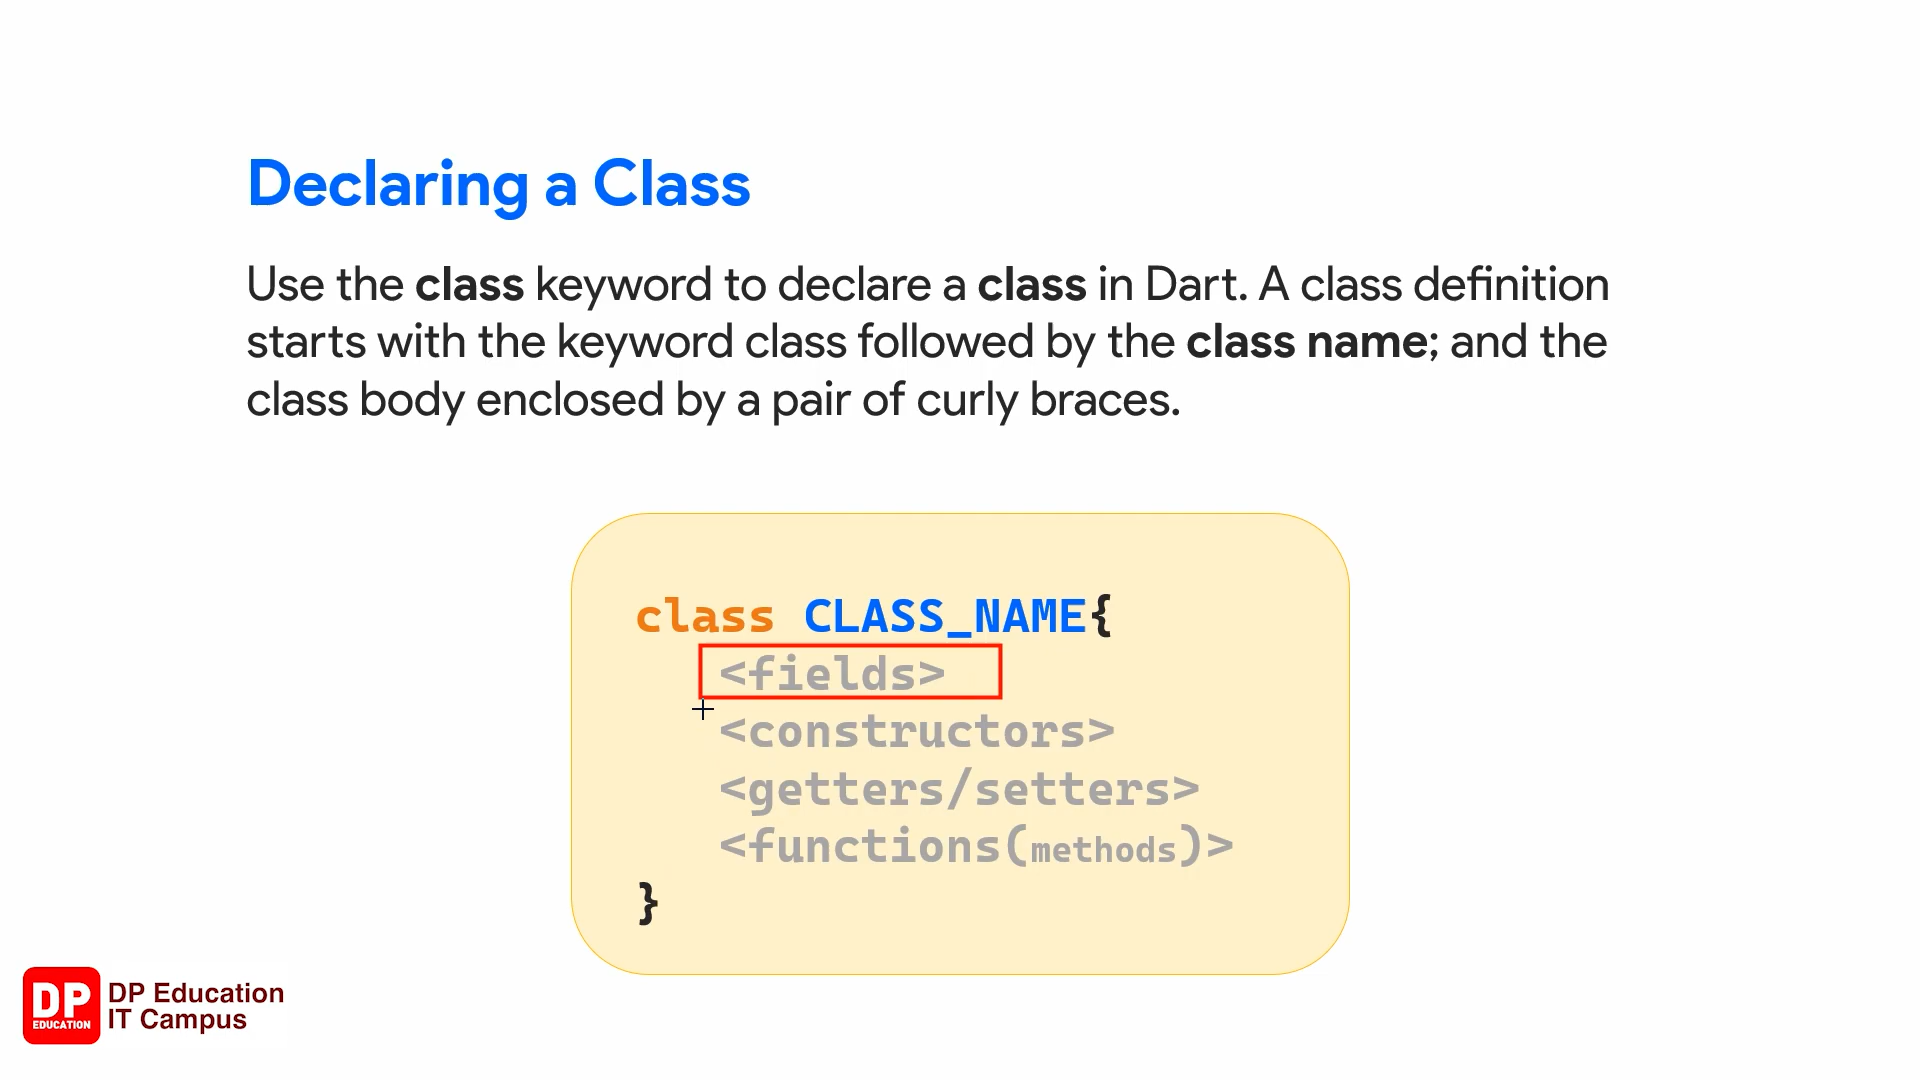 Declaring a Class
Use the class keyword to declare a class in Dart. A class definition
starts with the keyword class followed by the class name; and the
class body enclosed by a pair of curly braces.
class CLASS_NAME{
<fields>
<constructors>
<getters/setters>
<functions(methods)>
}
DP
EDUCATION
DP Education
IT Campus